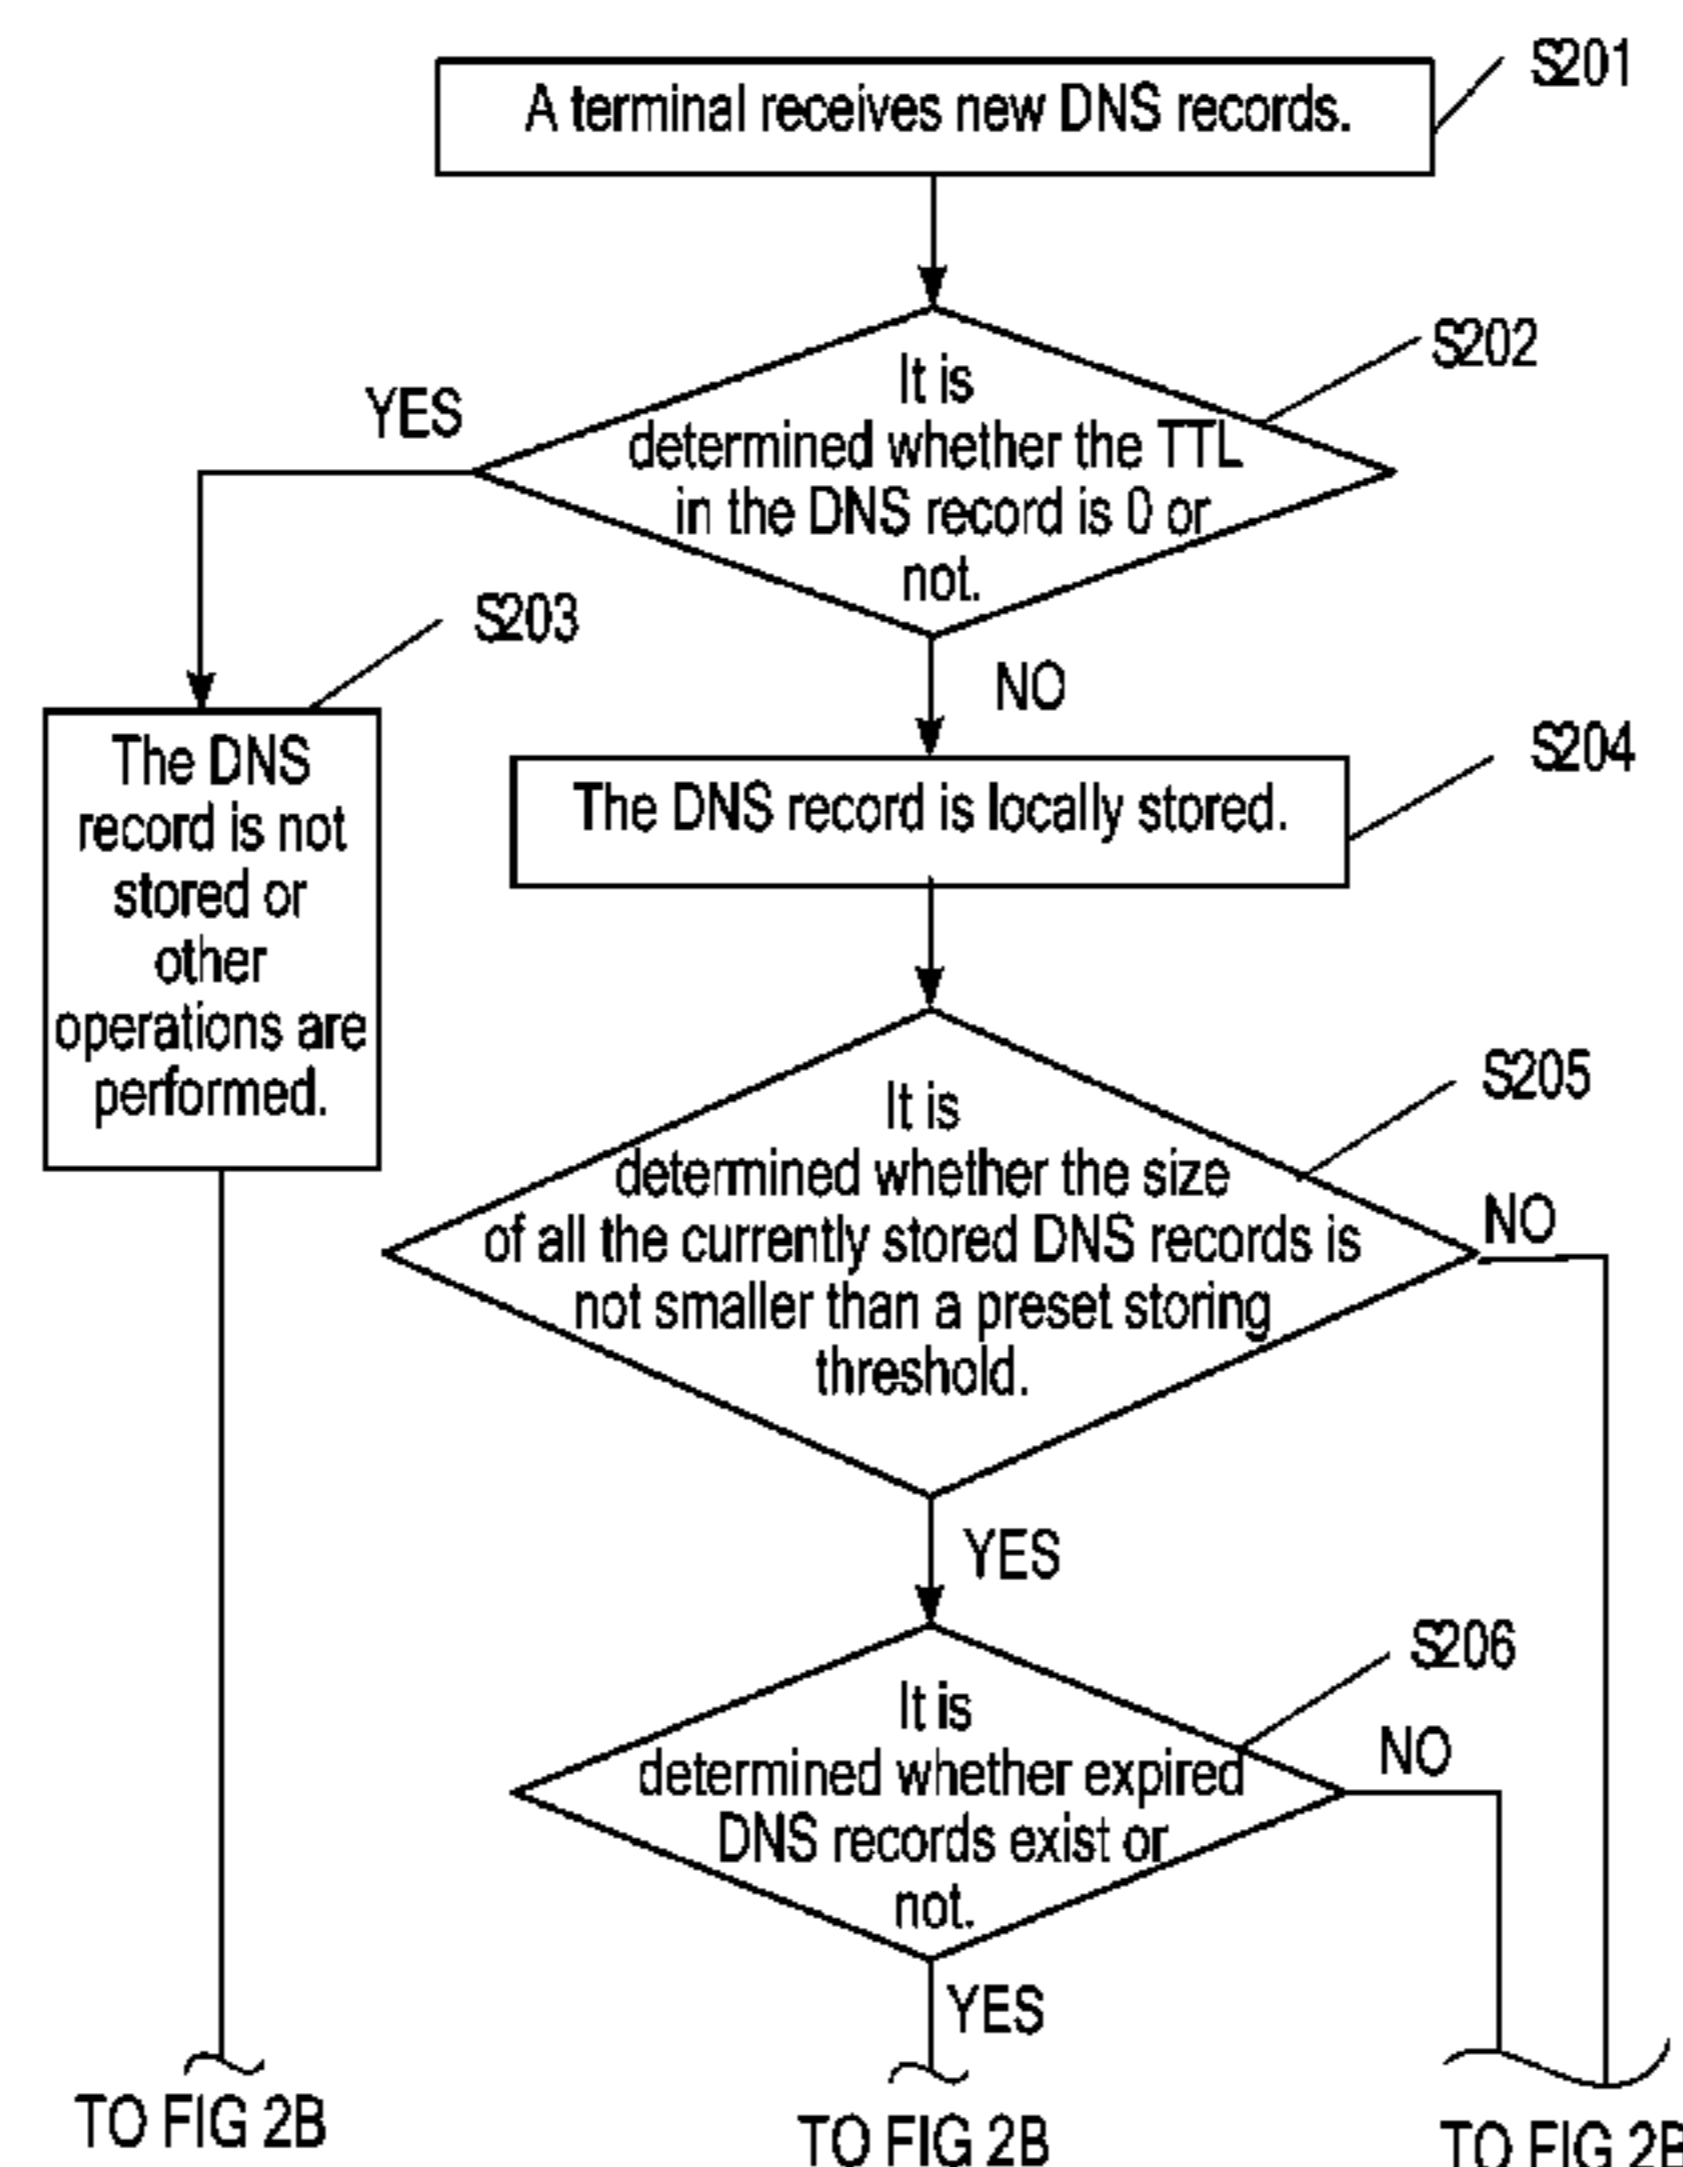 A terminal receives new DNS records.
S201
It is
determined whether the TTL
in the DNS record is 0 or
not.
S202
YES
NO
S203
The DNS
record is not
stored or
other
operations are
performed.
The DNS record is locally stored.
S204
It is
determined whether the size
of all the currently stored DNS records is
not smaller than a preset storing
threshold.
S205
NO
YES
It is
determined whether expired
DNS records exist or
not.
S206
NO
YES
TO FIG 2B
TO FIG 2B
TO FIG 2B